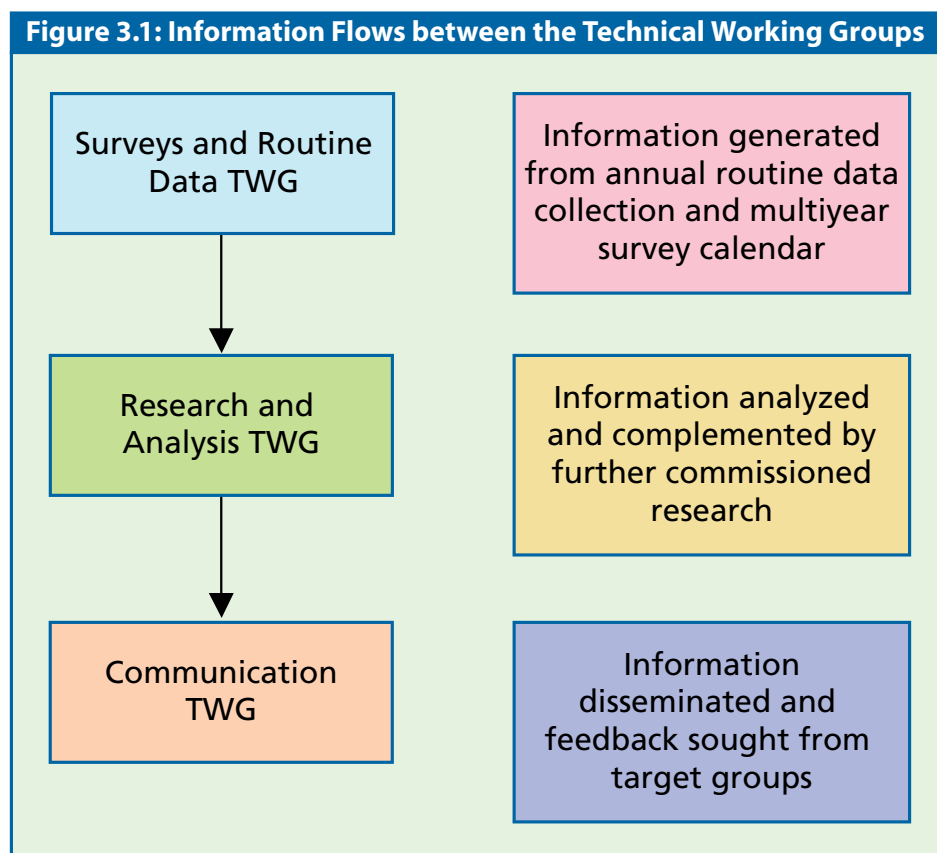 Figure 3.1: Information Flows between the Technical Working Groups
Surveys and Routine
Data TWG
Information generated
from annual routine data
collection and multiyear
survey calendar
Research and
Analysis TWG
Information analyzed
and complemented by
further commissioned
research
Communication
TWG
Information
disseminated and
feedback sought from
target groups